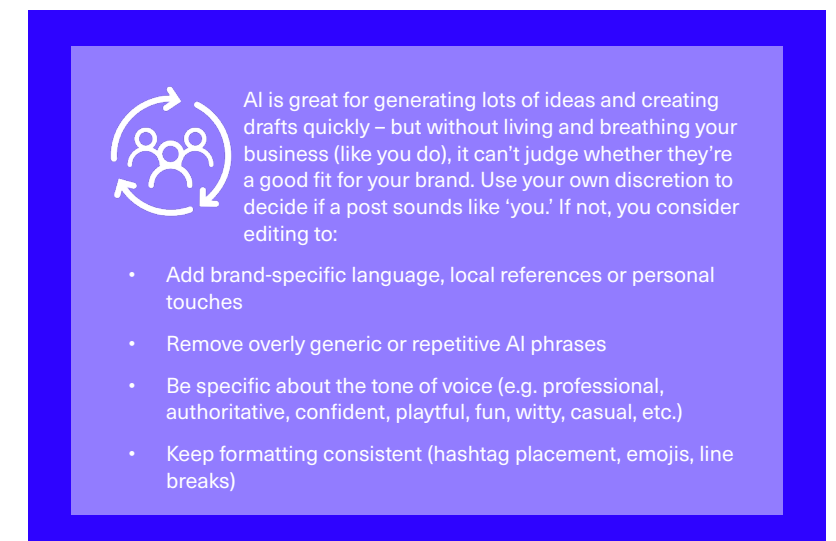 AI is great for generating lots of ideas and creating
drafts quickly – but without living and breathing your
business (like you do), it can’t judge whether they’re
a good fit for your brand. Use your own discretion to
decide if a post sounds like ‘you.’ If not, you consider
editing to:
• Add brand-specific language, local references or personal
touches
• Remove overly generic or repetitive AI phrases
• Be specific about the tone of voice (e.g. professional,
authoritative, confident, playtful, fun, witty, casual, etc.)
• Keep formatting consistent (hashtag placement, emojis, line
breaks)